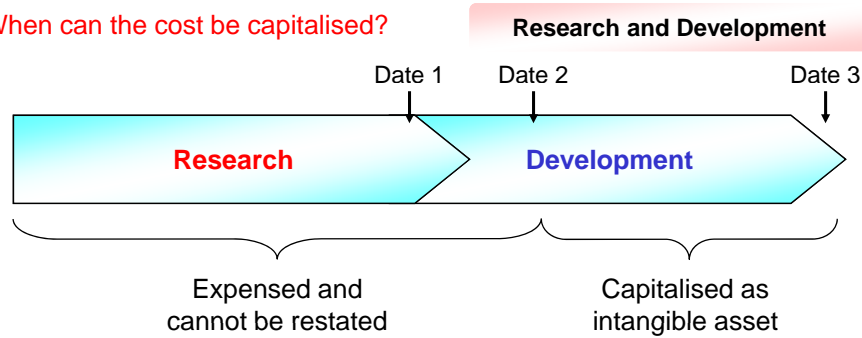 When can the cost be capitalised?
Research and Development
Date 1 Date 2 Date 3
Research Development
Expensed and
cannot be restated
Capitalised as
intangible asset